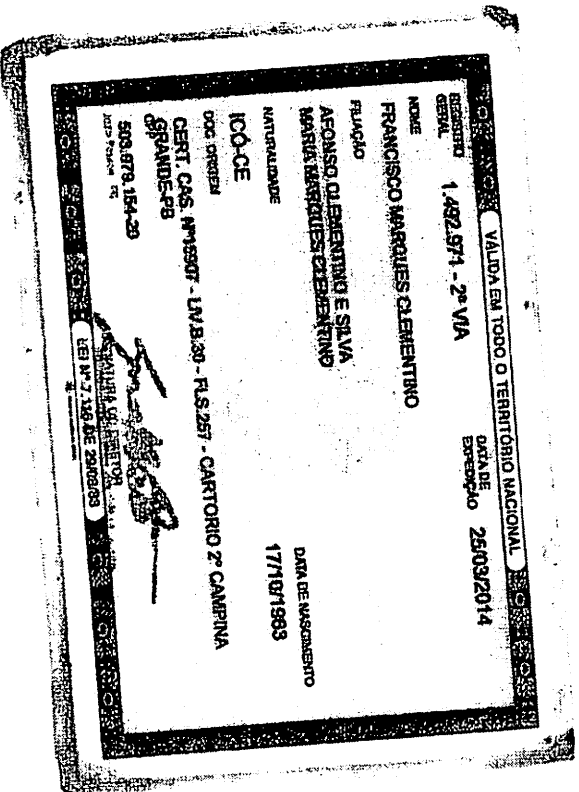 VÁLIDA EM TODO O TERRITÓRIO NACIONAL
REGISTRO GERAL 1.492.971 - 2ª VIA DATA DE EXPEDIÇÃO 25/03/2014
NOME
FRANCISCO MARQUES CLEMENTINO
FILIAÇÃO
AFONSO CLEMENTINO E SILVA
MARIA MARQUES CLEMENTINO
NATURALIDADE DATA DE NASCIMENTO
ICÓ-CE 17/10/1963
DOC ORIGEM
CERT. CAS. Nº15907 - LIV.B.30 - FLS.257 - CARTORIO 2º CAMPINA
GRANDE-PB
CPF
503.679.154-20
ASSINATURA DO DIRETOR
LEI Nº 7.116 DE 29/08/83